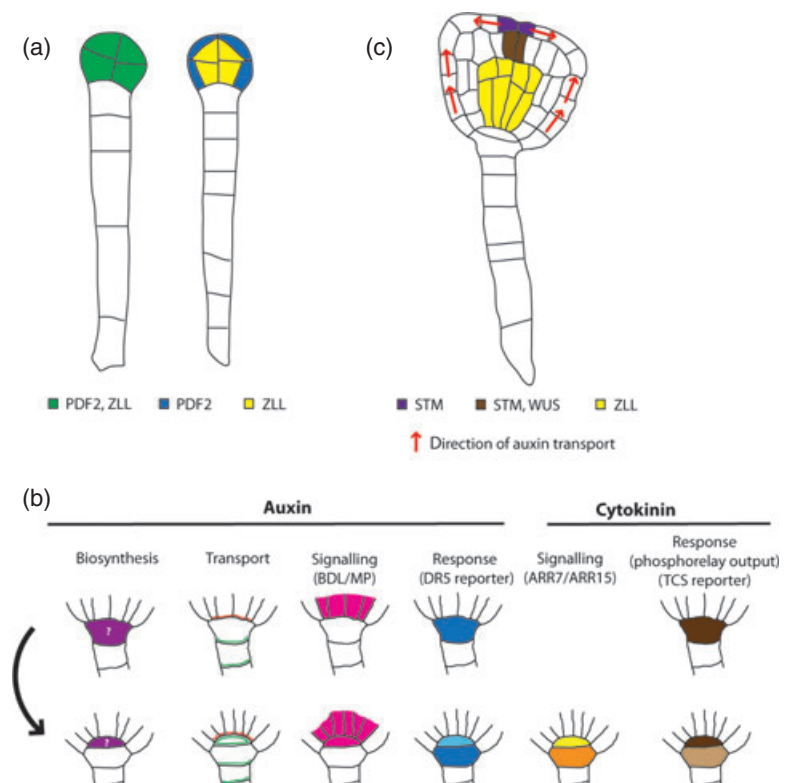 (a)
(c)
PDF2, ZLL
PDF2
ZLL
STM
STM, WUS
ZLL
Direction of auxin transport
(b)
Auxin
Cytokinin
Biosynthesis
Transport
Signalling
(BDL/MP)
Response
(DR5 reporter)
Signalling
(ARR7/ARR15)
Response
(phosphorelay output)
(TCS reporter)
?
?